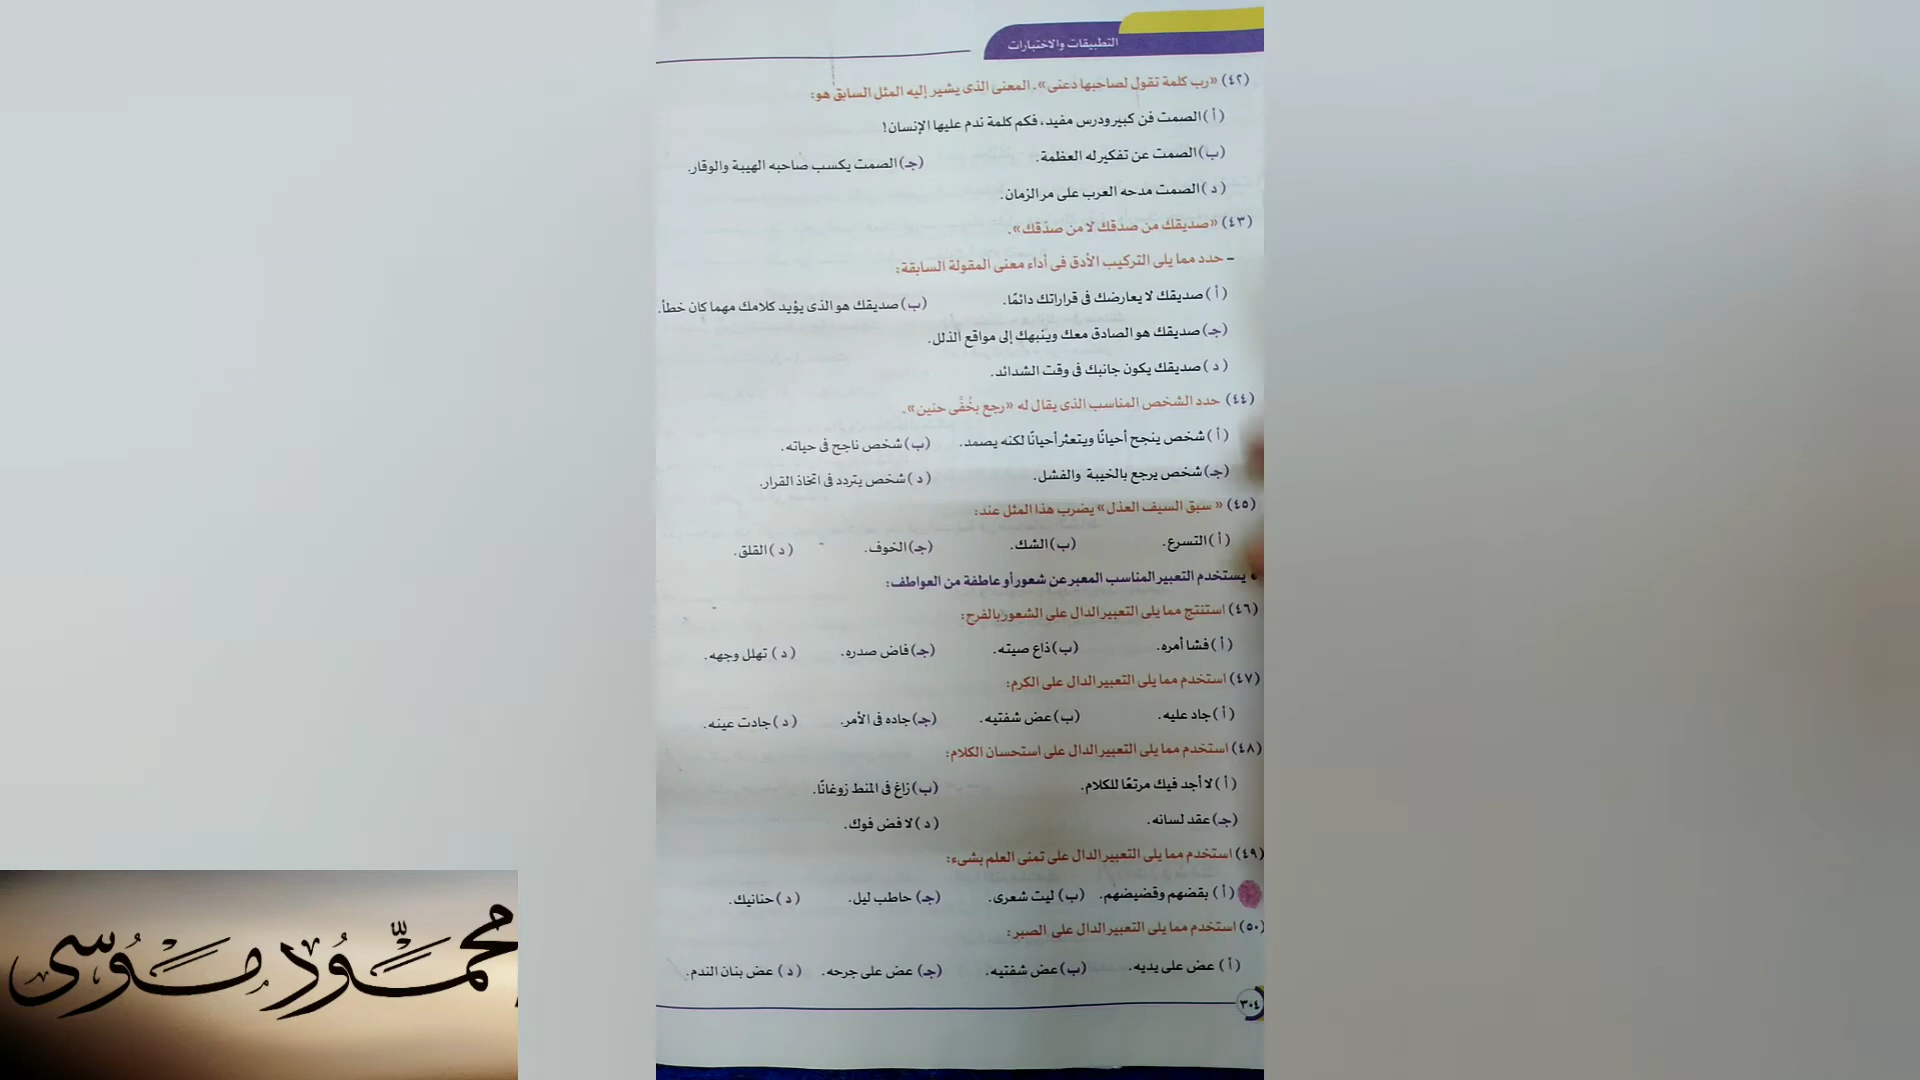 التطبيقات والاختبارات
(٤٢) «رب كلمة تقول لصاحبها دعنى». المعنى الذى يشير إليه المثل السابق هو:
(أ) الصمت فن كبير ودرس مفيد، فكم كلمة ندم عليها الإنسان!
(ب) الصمت عن تفكير له العظمة. (جـ) الصمت يكسب صاحبه الهيبة والوقار.
(د) الصمت مدحه العرب على مر الزمان.
(٤٣) «صديقك من صدقك لا من صدّقك».
- حدد مما يلى التركيب الأدق فى أداء معنى المقولة السابقة:
(أ) صديقك لا يعارضك فى قراراتك دائمًا. (ب) صديقك هو الذى يؤيد كلامك مهما كان خطأ.
(جـ) صديقك هو الصادق معك وينبهك إلى مواقع الذلل.
(د) صديقك يكون جانبك فى وقت الشدائد.
(٤٤) حدد الشخص المناسب الذى يقال له «رجع بخُفَّى حنين».
(أ) شخص ينجح أحيانًا ويتعثر أحيانًا لكنه يصمد. (ب) شخص ناجح فى حياته.
(جـ) شخص يرجع بالخيبة والفشل. (د) شخص يتردد فى اتخاذ القرار.
(٤٥) « سبق السيف العذل» يضرب هذا المثل عند:
(أ) التسرع. (ب) الشك. (جـ) الخوف. (د) القلق.
• يستخدم التعبير المناسب المعبر عن شعور أو عاطفة من العواطف:
(٤٦) استنتج مما يلى التعبير الدال على الشعور بالفرح:
(أ) فشا أمره. (ب) ذاع صيته. (جـ) فاض صدره. (د) تهلل وجهه.
(٤٧) استخدم مما يلى التعبير الدال على الكرم:
(أ) جاد عليه. (ب) عض شفتيه. (جـ) جاده فى الأمر. (د) جادت عينه.
(٤٨) استخدم مما يلى التعبير الدال على استحسان الكلام:
(أ) لا أجد فيك مرتعًا للكلام. (ب) زاغ فى المنط زوغانًا.
(جـ) عقد لسانه. (د) لا فض فوك.
(٤٩) استخدم مما يلى التعبير الدال على تمنى العلم بشىء:
(أ) بقضهم وقضيضهم. (ب) ليت شعرى. (جـ) حاطب ليل. (د) حنانيك.
(٥٠) استخدم مما يلى التعبير الدال على الصبر:
(أ) عض على يديه. (ب) عض شفتيه. (جـ) عض على جرحه. (د) عض بنان الندم.
٣٠٤
محمود موسى